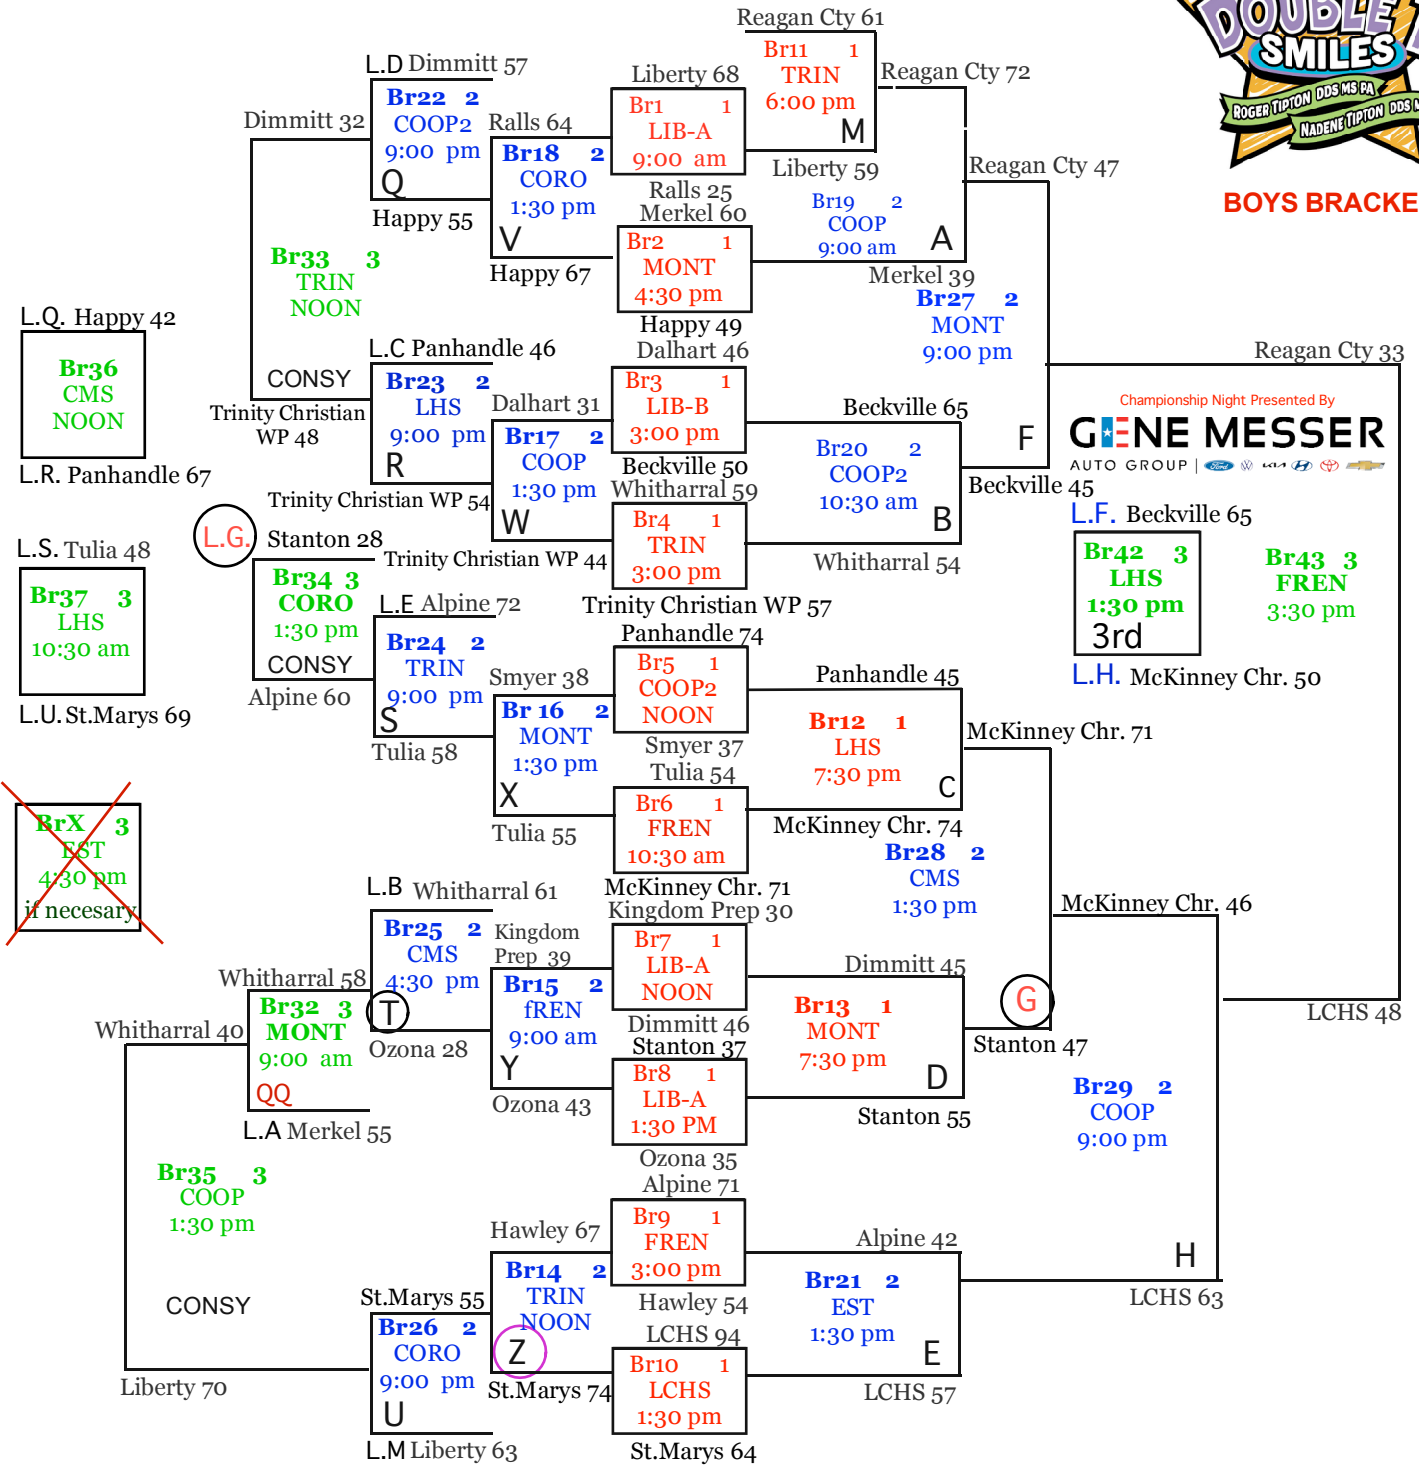 Reagan Cty 61
DOUBLE
SMILES
ROGER TIPTON DDS MS PA
NADENE TIPTON DDS
BOYS BRACKE
L.D Dimmitt 57
Liberty 68
Br11 1
TRIN
6:00 pm
M
Reagan Cty 72
Dimmitt 32
Br22 2
COOP2
9:00 pm
Q
Ralls 64
Br1 1
LIB-A
9:00 am
Liberty 59
Reagan Cty 47
Br18 2
CORO
1:30 pm
V
Ralls 25
Merkel 60
Br19 2
COOP
9:00 am
A
Happy 55
Br2 1
MONT
4:30 pm
Br33 3
TRIN
NOON
Happy 67
Merkel 39
Br27 2
MONT
9:00 pm
L.Q. Happy 42
Happy 49
Br36
CMS
NOON
L.R. Panhandle 67
L.C Panhandle 46
Dalhart 46
Reagan Cty 33
CONSY
Br23 2
LHS
9:00 pm
R
Br3 1
LIB-B
3:00 pm
Trinity Christian
WP 48
Dalhart 31
Beckville 65
F
Championship Night Presented By
GENE MESSER
AUTO GROUP
Ford
KIA
Br17 2
COOP
1:30 pm
W
Beckville 50
Whitharral 59
Br20 2
COOP2
10:30 am
B
Beckville 45
Trinity Christian WP 54
Br4 1
TRIN
3:00 pm
L.F. Beckville 65
L.G. Stanton 28
Trinity Christian WP 44
Whitharral 54
L.S. Tulia 48
Br37 3
LHS
10:30 am
L.U. St.Marys 69
Br34 3
CORO
1:30 pm
CONSY
Br42 3
LHS
1:30 pm
3rd
Br43 3
FREN
3:30 pm
L.E Alpine 72
Trinity Christian WP 57
Panhandle 74
L.H. McKinney Chr. 50
Alpine 60
Br24 2
TRIN
9:00 pm
S
Smyer 38
Br5 1
COOP2
NOON
Panhandle 45
Br 16 2
MONT
1:30 pm
X
Smyer 37
Tulia 54
Br12 1
LHS
7:30 pm
C
McKinney Chr. 71
Tulia 58
Br6 1
FREN
10:30 am
BrX 3
EST
4:30 pm
if necesary
Tulia 55
McKinney Chr. 74
Br28 2
CMS
1:30 pm
L.B Whitharral 61
McKinney Chr. 71
Kingdom Prep 30
McKinney Chr. 46
Br25 2
CMS
4:30 pm
T
Kingdom
Prep 39
Br7 1
LIB-A
NOON
Dimmitt 45
Whitharral 58
Br15 2
fREN
9:00 am
Y
Br13 1
MONT
7:30 pm
D
G
Whitharral 40
Br32 3
MONT
9:00 am
QQ
Ozona 28
Dimmitt 46
Stanton 37
Stanton 47
LCHS 48
Br8 1
LIB-A
1:30 PM
Ozona 43
Stanton 55
Br29 2
COOP
9:00 pm
L.A Merkel 55
Ozona 35
Alpine 71
Br35 3
COOP
1:30 pm
Br9 1
FREN
3:00 pm
Hawley 67
Alpine 42
H
Br14 2
TRIN
NOON
Z
Br21 2
EST
1:30 pm
E
CONSY
St.Marys 55
Hawley 54
LCHS 94
LCHS 63
Br26 2
CORO
9:00 pm
U
Br10 1
LCHS
1:30 pm
Liberty 70
St.Marys 74
LCHS 57
L.M Liberty 63
St.Marys 64